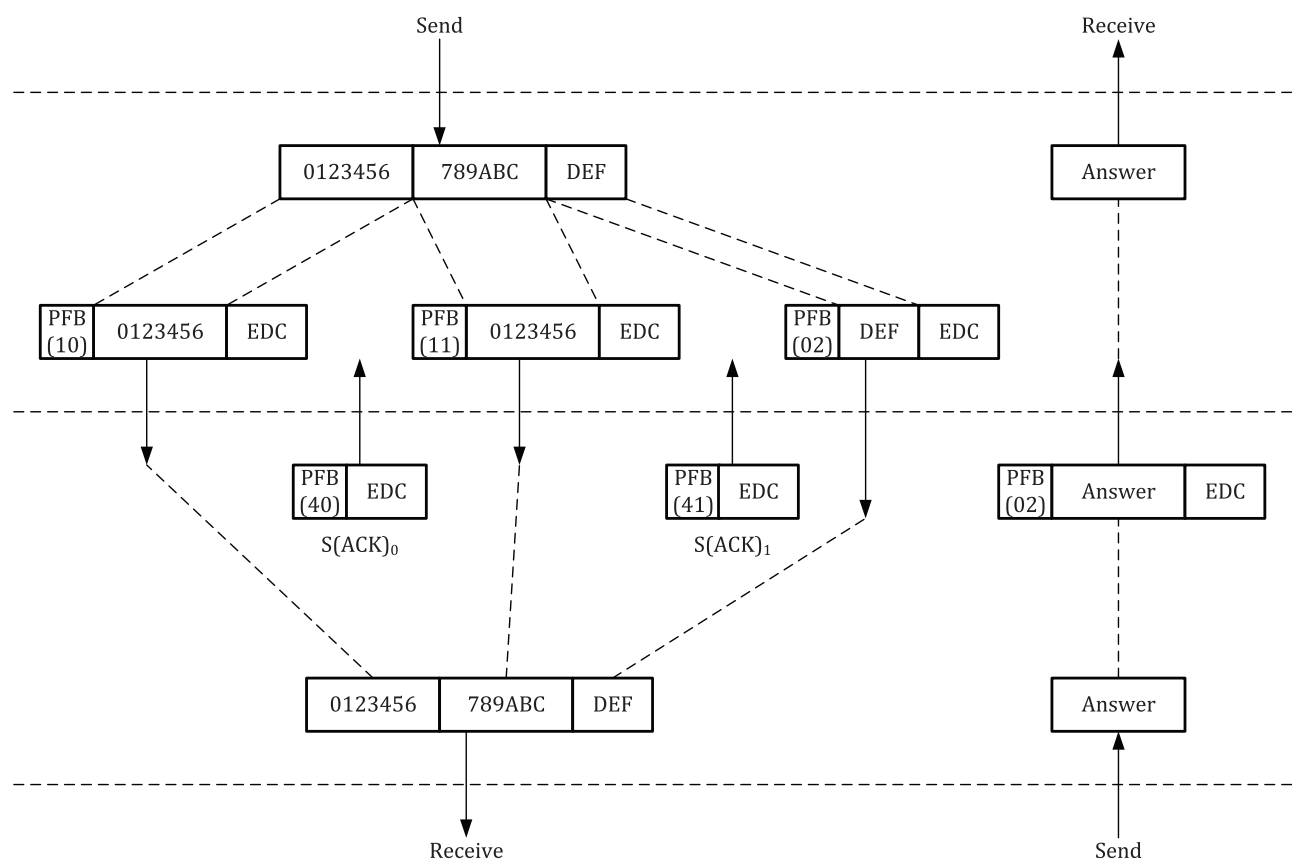 Send
Receive
0123456 789ABC DEF
Answer
PFB (10) 0123456 EDC
PFB (11) 0123456 EDC
PFB (02) DEF EDC
PFB (40) EDC
S(ACK)₀
PFB (41) EDC
S(ACK)₁
PFB (02) Answer EDC
0123456 789ABC DEF
Answer
Receive
Send